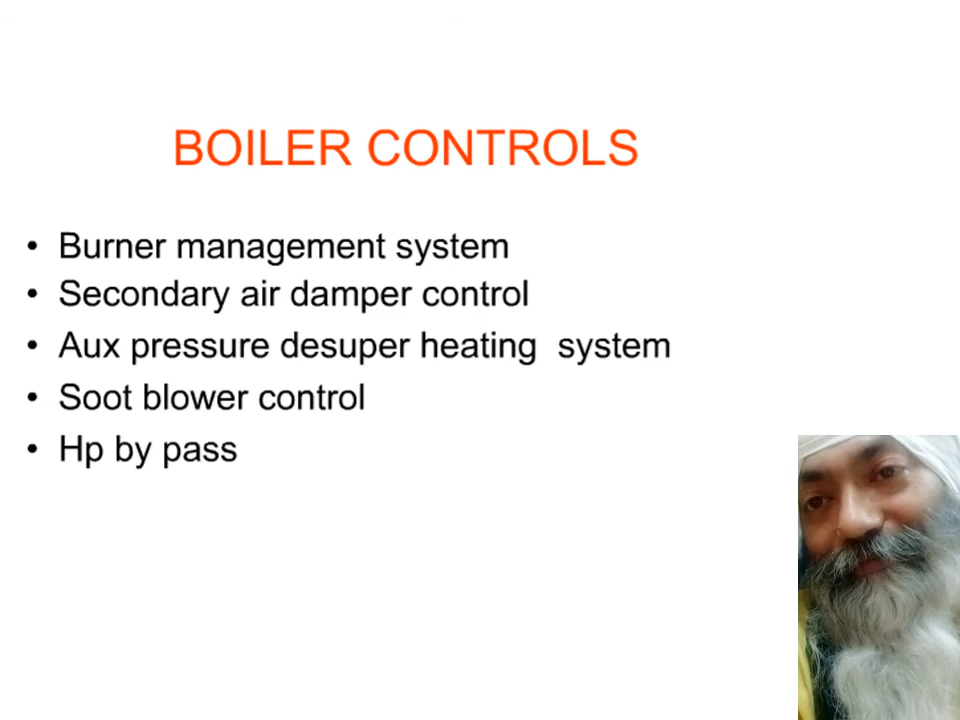 BOILER CONTROLS
• Burner management system
• Secondary air damper control
• Aux pressure desuper heating  system
• Soot blower control
• Hp by pass